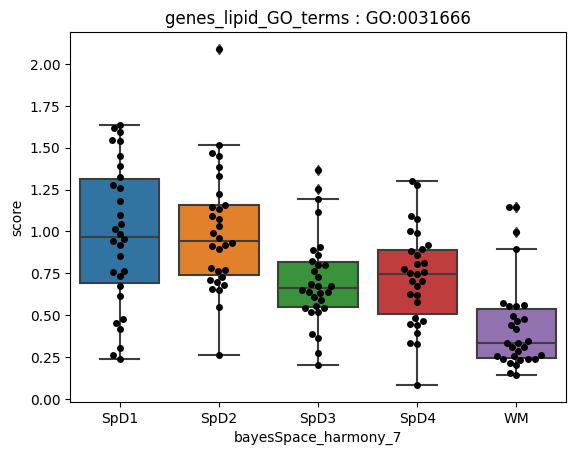 genes_lipid_GO_terms : GO:0031666
2.00
1.75
1.50
1.25
1.00
0.75
0.50
0.25
0.00
score
SpD1 SpD2 SpD3 SpD4 WM
bayesSpace_harmony_7